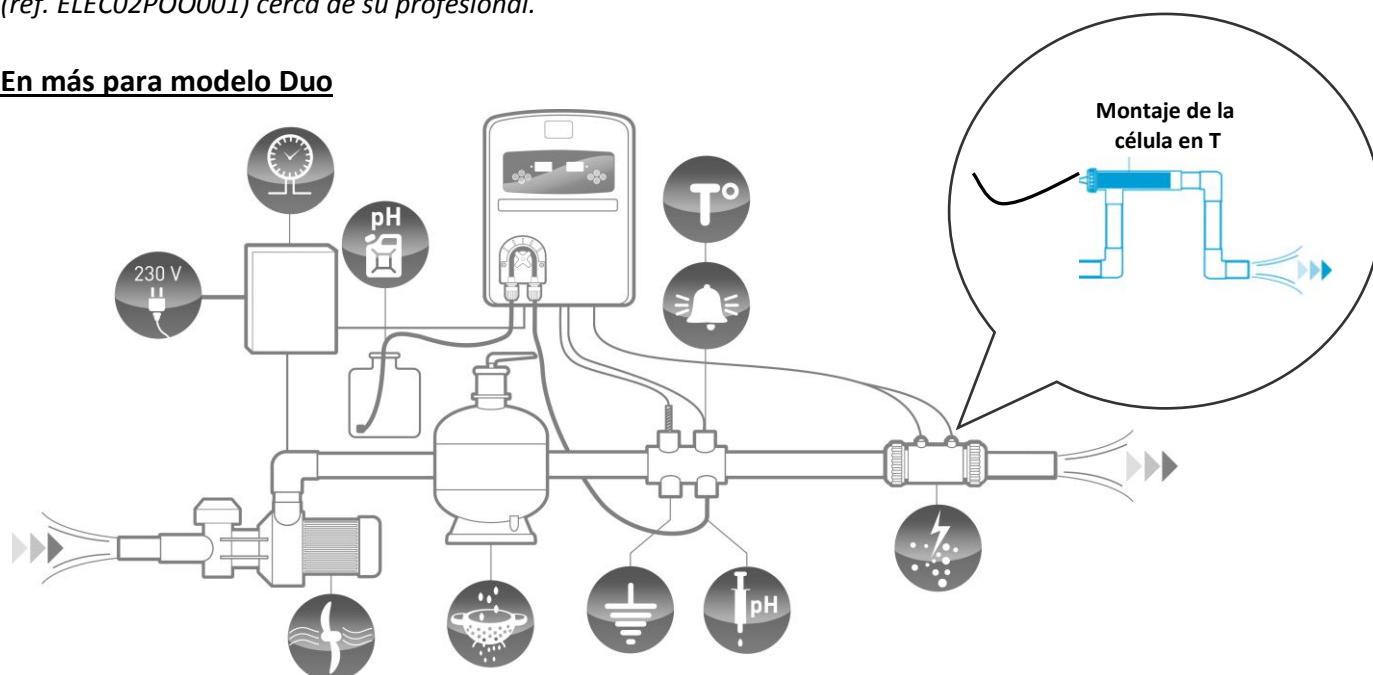 (ref. ELEC02POO001) cerca de su profesional.
En más para modelo Duo
Montaje de la
célula en T
T°
pH
230 V
pH